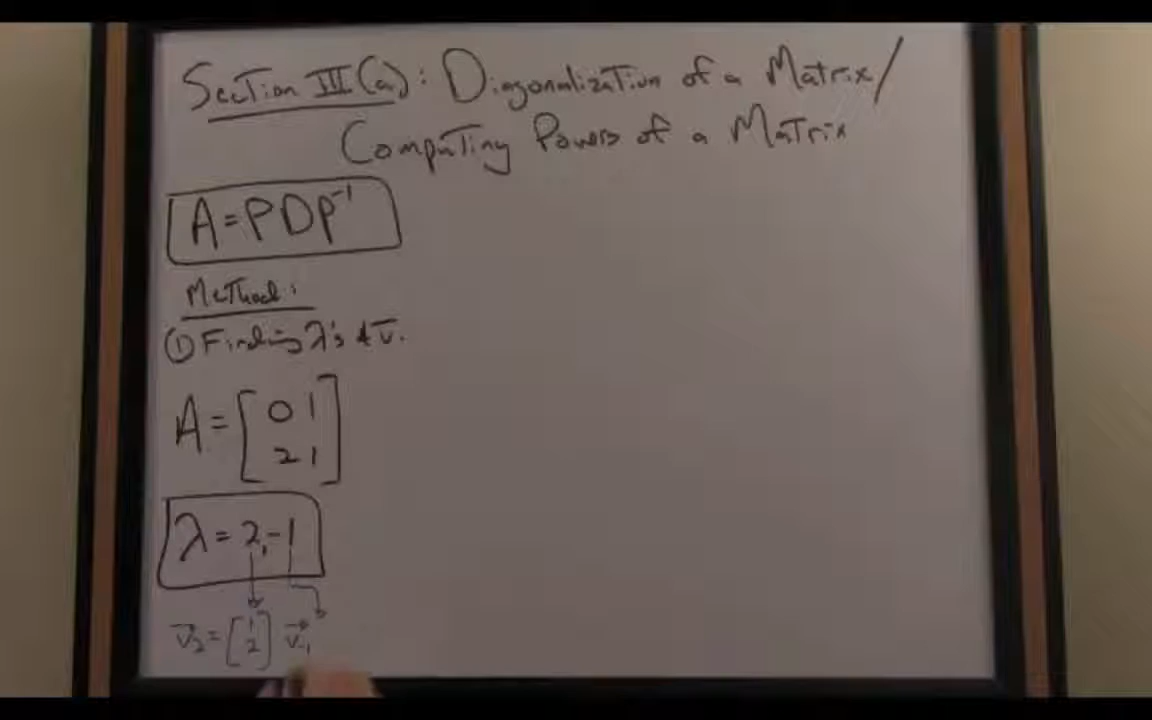 Section III(a): Diagonalization of a Matrix/
Computing Powers of a Matrix
A=PDP⁻¹
Method:
① Finding λ's & v⃗.
A = [0 1
2 1]
λ = 2, -1
v⃗₂ = [1 2] v⃗₋₁